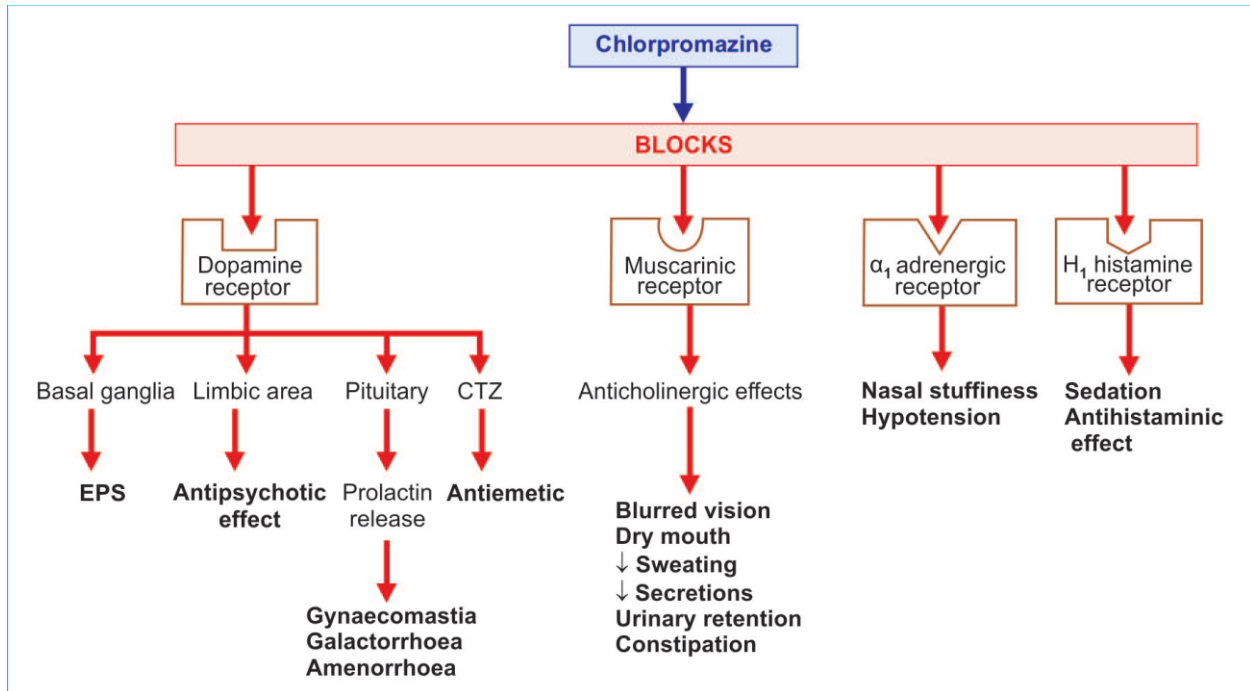 Chlorpromazine
BLOCKS
Dopamine
receptor
Muscarinic
receptor
α₁ adrenergic
receptor
H₁ histamine
receptor
Basal ganglia
Limbic area
Pituitary
CTZ
Anticholinergic effects
Nasal stuffiness
Hypotension
Sedation
Antihistaminic
effect
EPS
Antipsychotic
effect
Prolactin
release
Antiemetic
Blurred vision
Dry mouth
↓ Sweating
↓ Secretions
Urinary retention
Constipation
Gynaecomastia
Galactorrhoea
Amenorrhoea